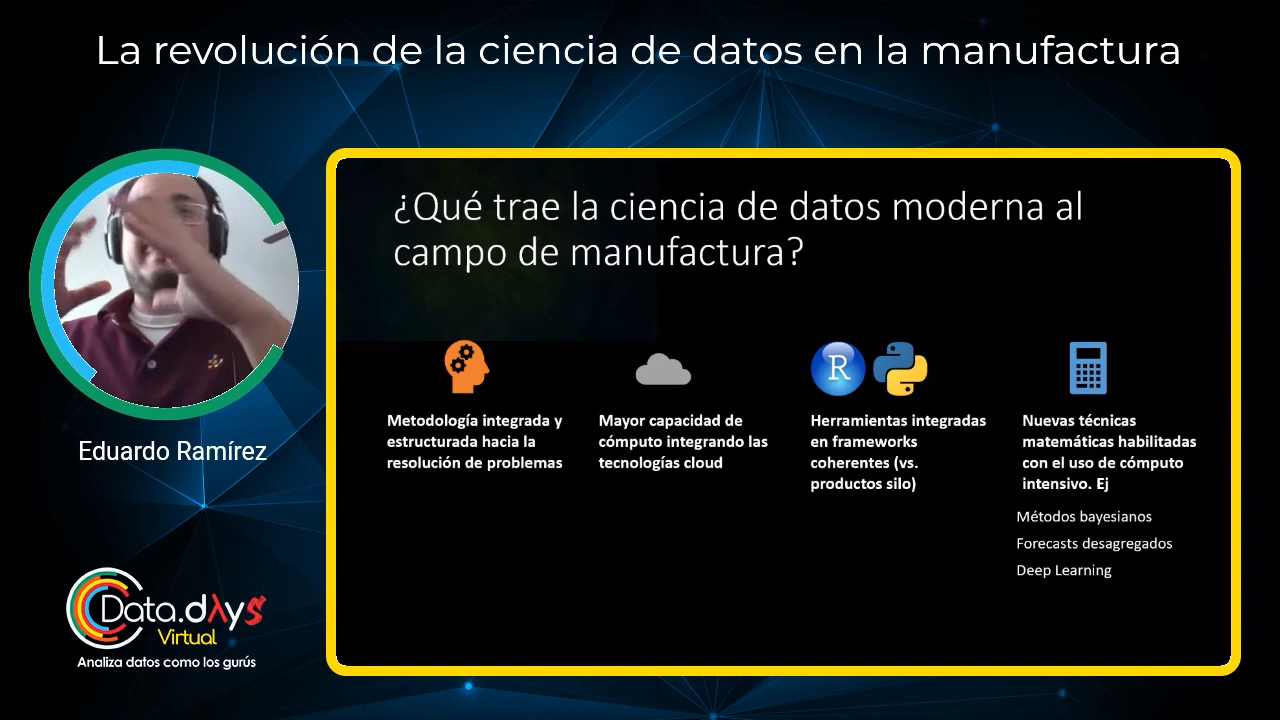 La revolución de la ciencia de datos en la manufactura
¿Qué trae la ciencia de datos moderna al
campo de manufactura?
R
Metodología integrada y
estructurada hacia la
resolución de problemas
Mayor capacidad de
cómputo integrando las
tecnologías cloud
Herramientas integradas
en frameworks
coherentes (vs.
productos silo)
Nuevas técnicas
matemáticas habilitadas
con el uso de cómputo
intensivo. Ej
Métodos bayesianos
Forecasts desagregados
Deep Learning
Eduardo Ramírez
Data.dλys
Virtual
Analiza datos como los gurús